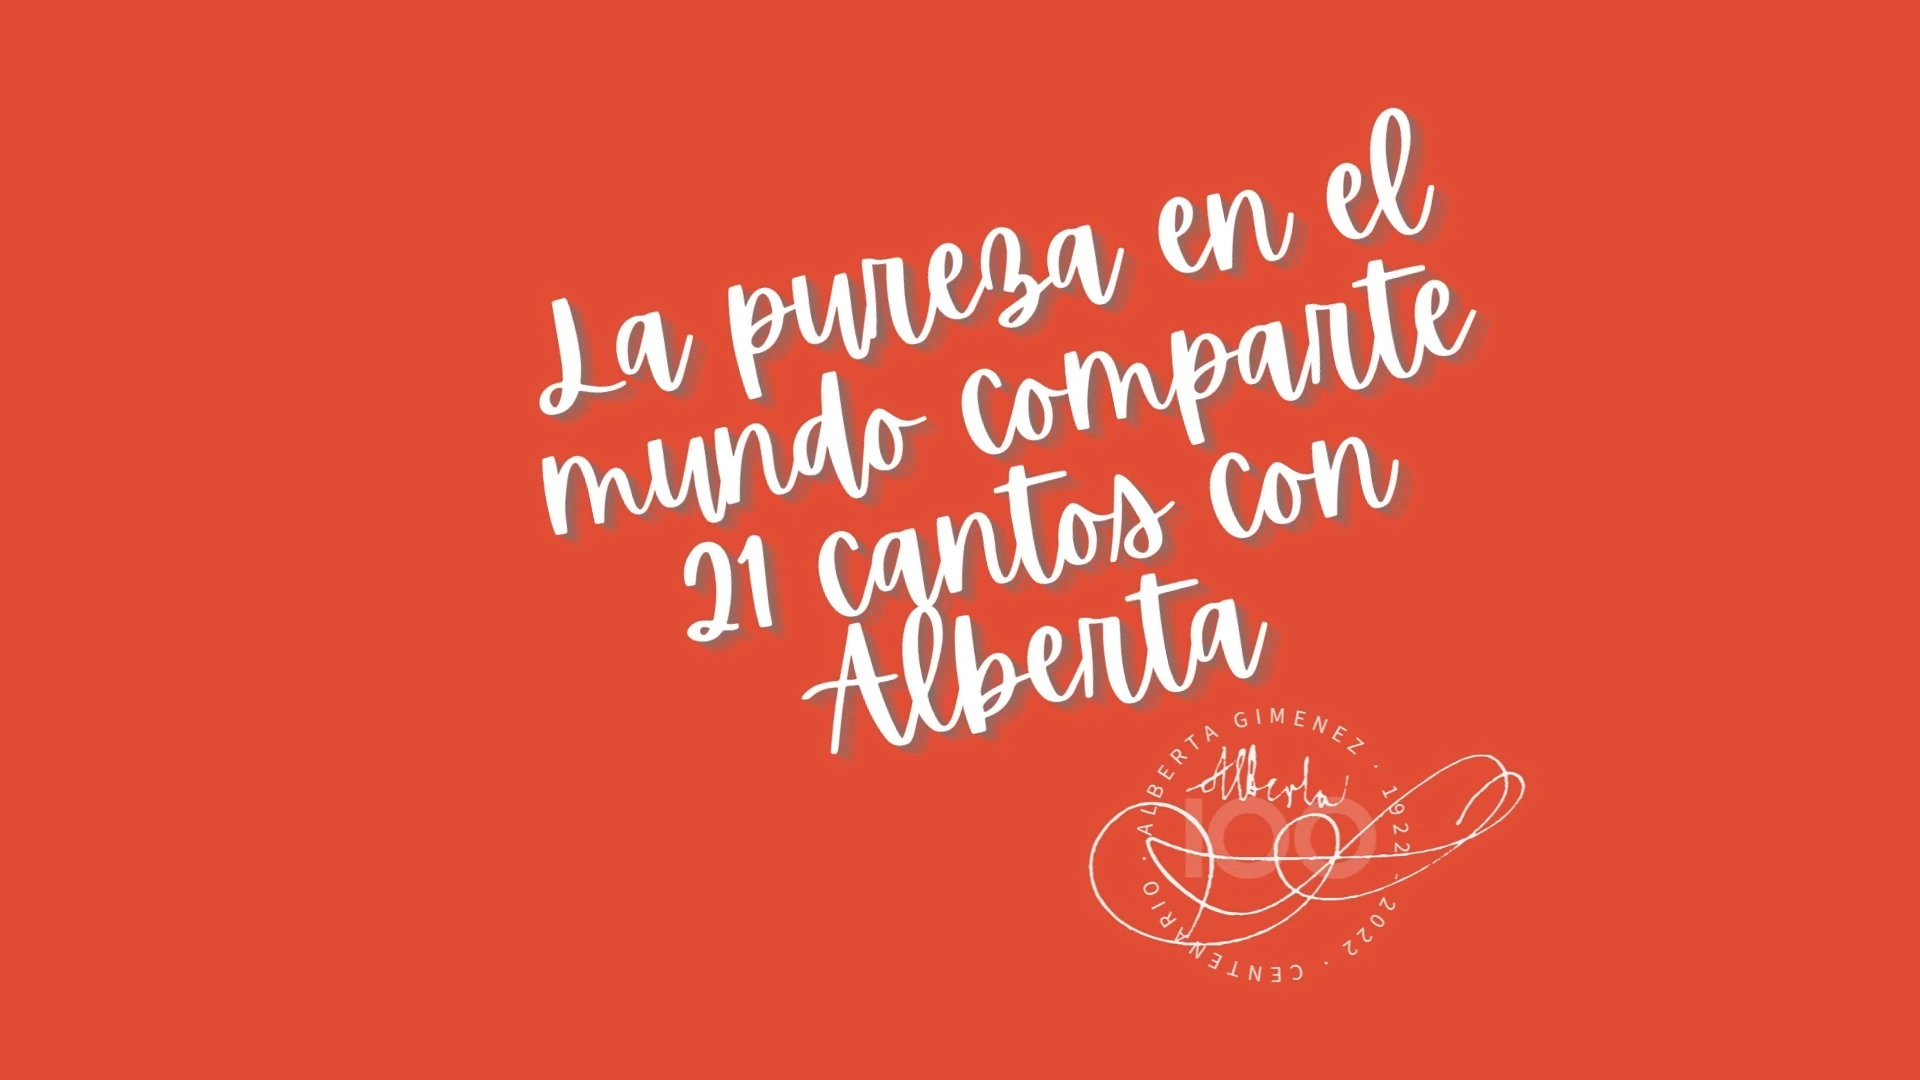 La pureza en el
mundo comparte
21 cantos con
Alberta
ALBERTA GIMENEZ · 1922 - 2022 · CENTENARIO ·
Alberta
100